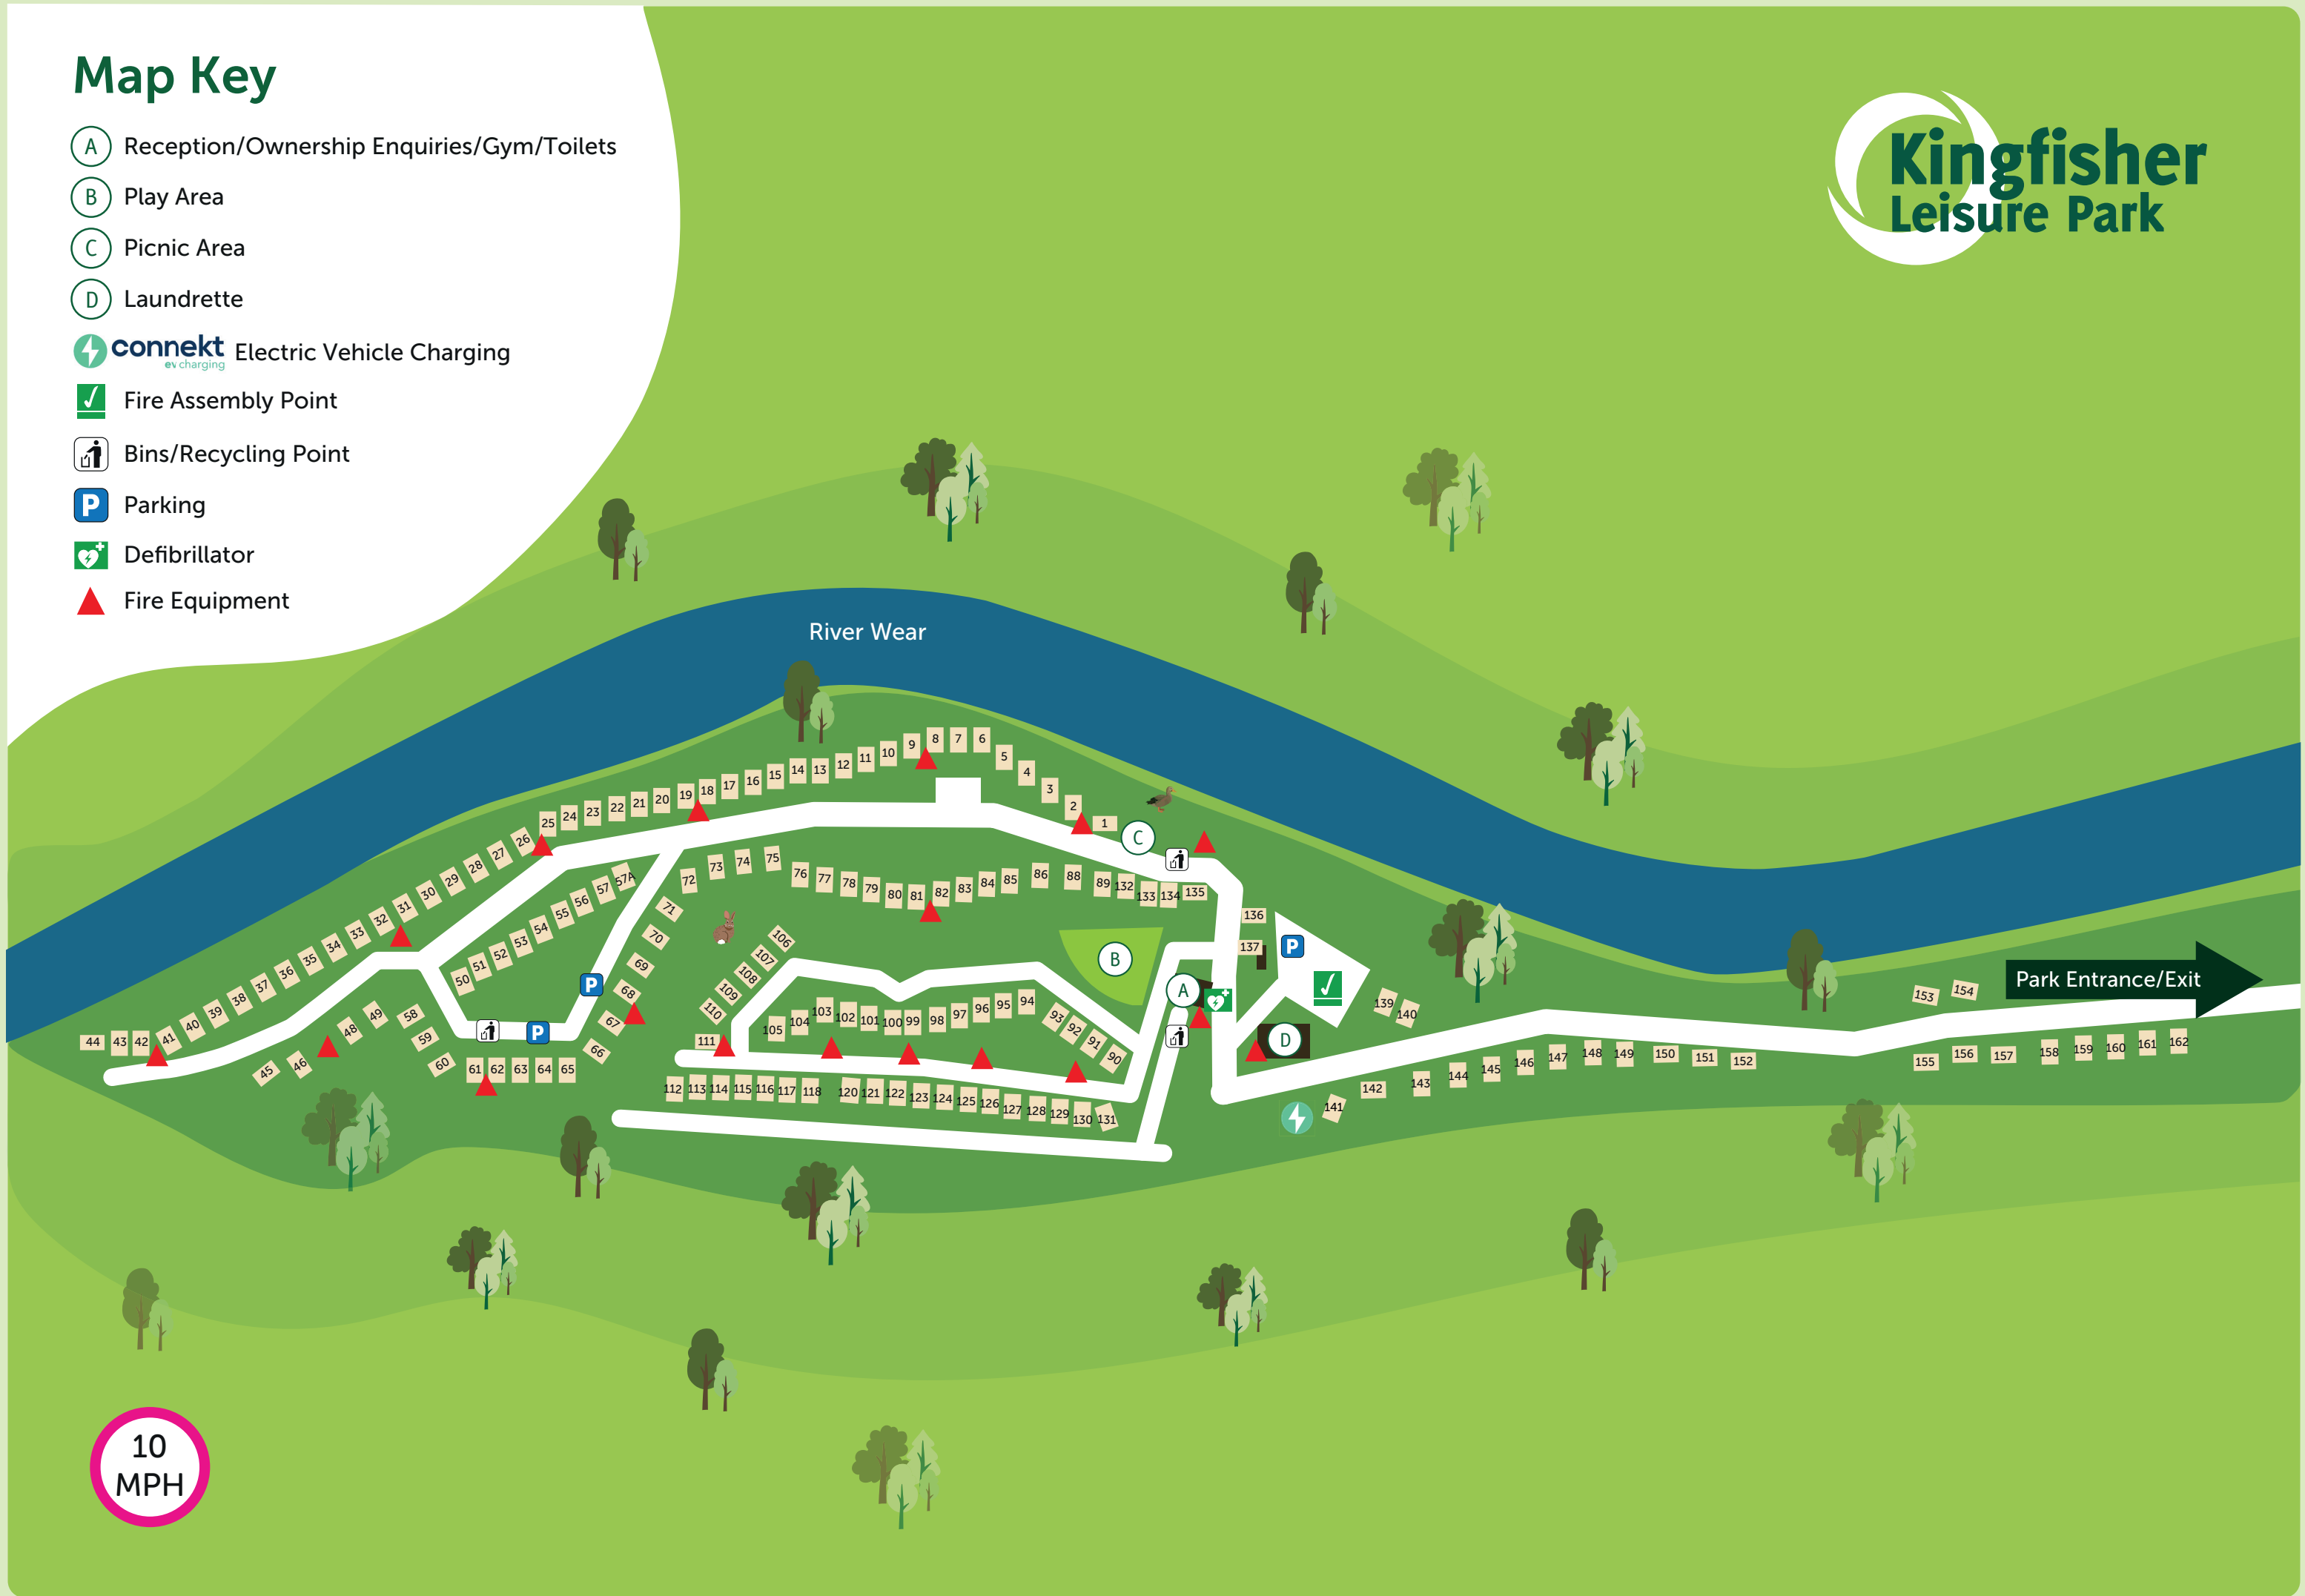 Map Key
A Reception/Ownership Enquiries/Gym/Toilets
B Play Area
C Picnic Area
D Laundrette
connekt Electric Vehicle Charging
ev charging
Fire Assembly Point
Bins/Recycling Point
P Parking
Defibrillator
Fire Equipment
Kingfisher
Leisure Park
River Wear
9 8 7 6
25 24 23 22 21 20 19 18 17 16 15 14 13 12 11 10 5 4 3 2 1
C
44 43 42 41 40 39 38 37 36 35 34 33 32 31 30 29 28 27 26
50 51 52 53 54 55 56 57 57A
72 73 74 75 76 77 78 79 80 81 82 83 84 85 86 88 89 132 133 134 135
136
137
P
71
70
69
68
67
66
P
P
106
107
108
109
110
111
B
A
D
45 46 48 49 58
59
60
61 62 63 64 65
105 104 103 102 101 100 99 98 97 96 95 94 93 92 91 90
112 113 114 115 116 117 118 120 121 122 123 124 125 126 127 128 129 130 131
139 140
141 142 143 144 145 146 147 148 149 150 151 152
153 154
Park Entrance/Exit
155 156 157 158 159 160 161 162
10
MPH